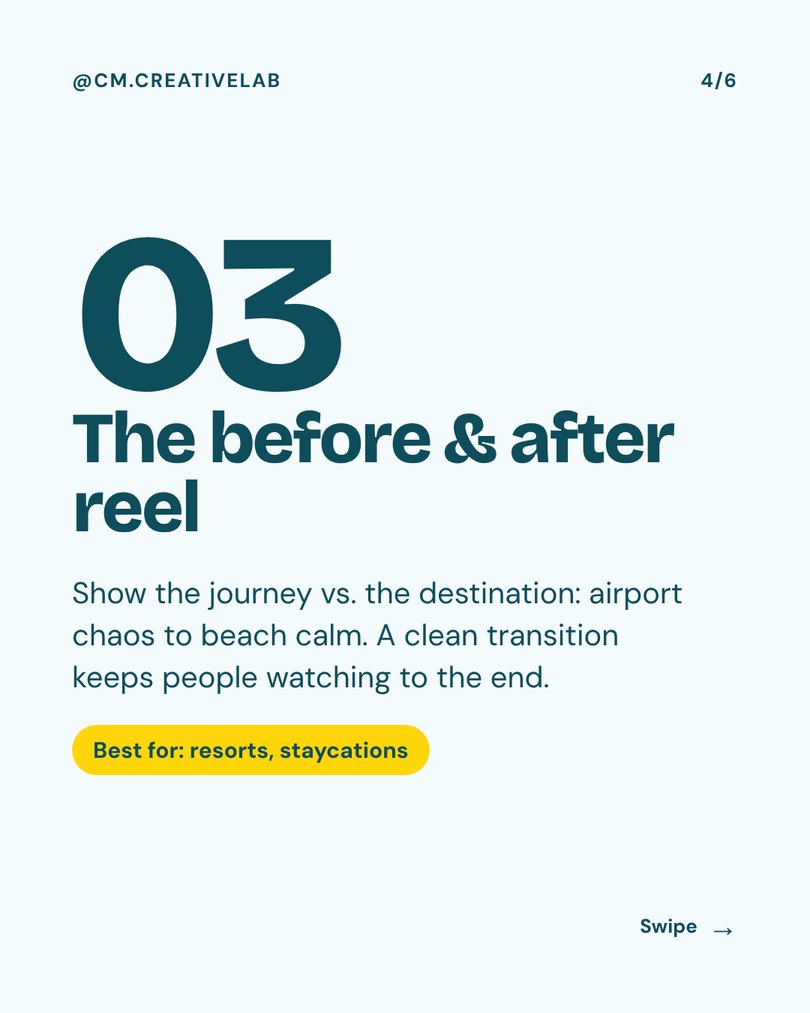 @CM.CREATIVELAB
4/6
03
The before & after
reel
Show the journey vs. the destination: airport
chaos to beach calm. A clean transition
keeps people watching to the end.
Best for: resorts, staycations
Swipe →